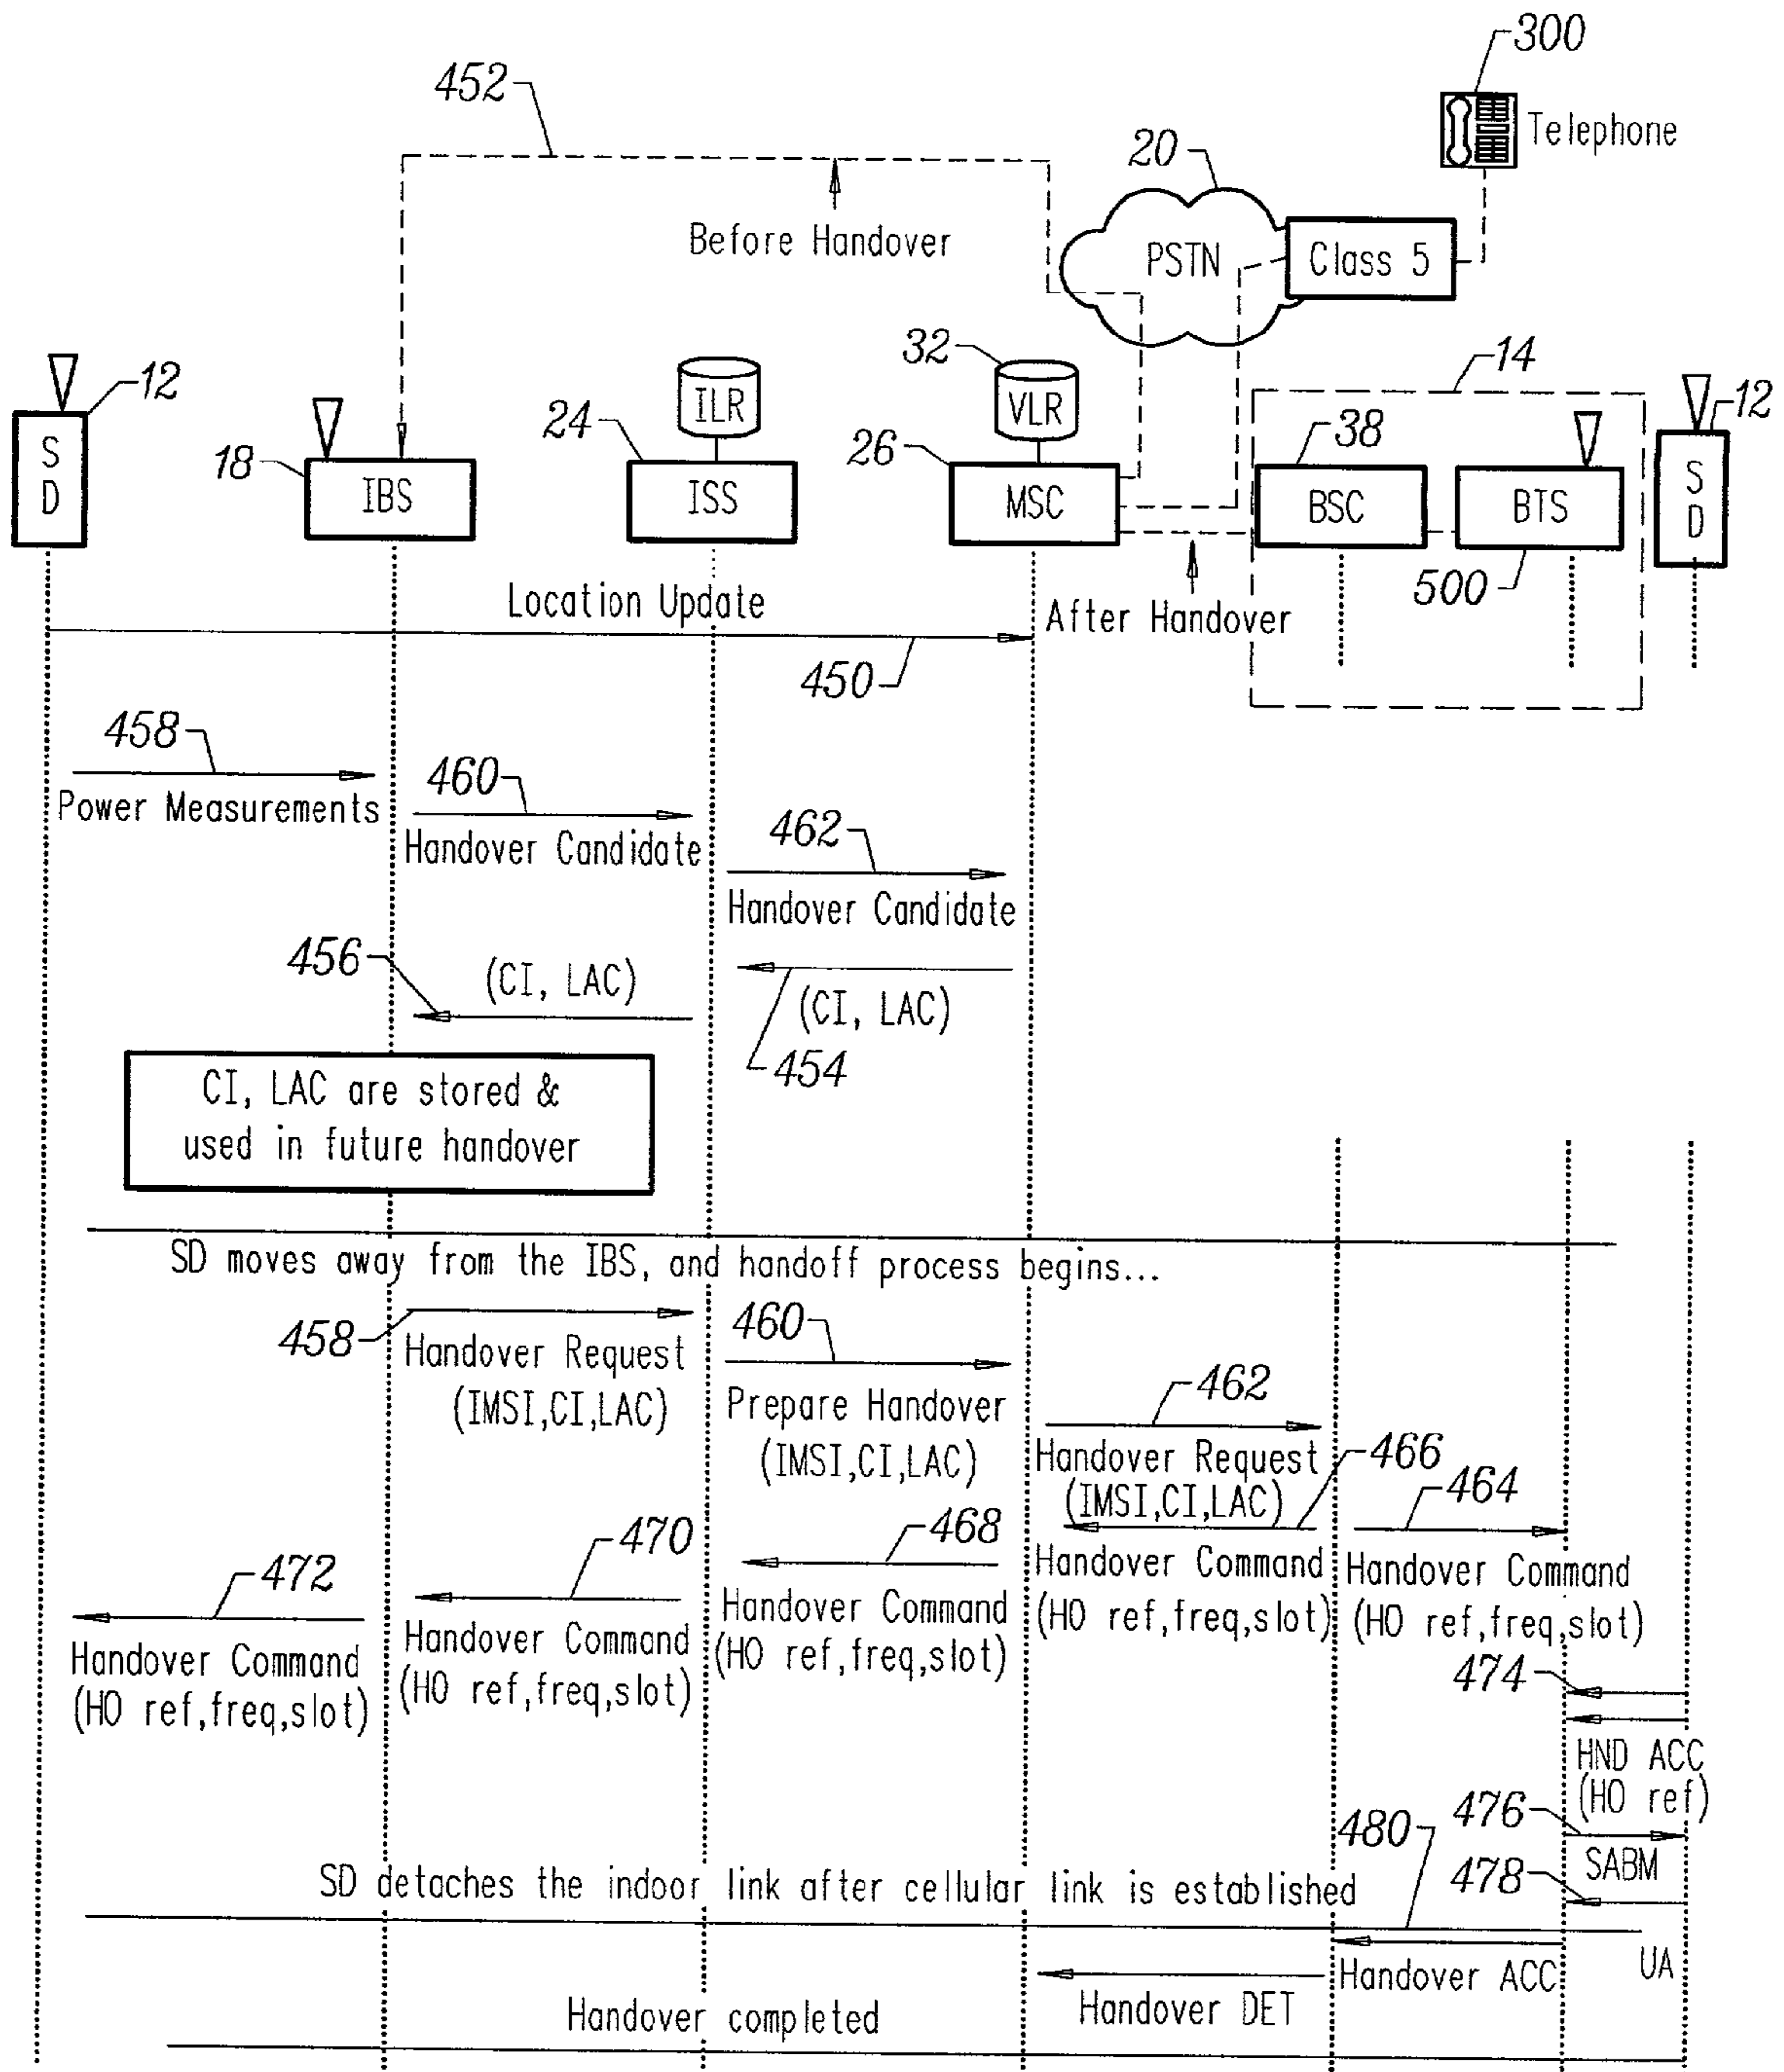 300
Telephone
452
20
Before Handover
PSTN
Class 5
32
14
12
ILR
VLR
12
S
D
24
26
38
S
D
18
IBS
ISS
MSC
BSC
BTS
500
Location Update
After Handover
450
458
Power Measurements
460
Handover Candidate
462
Handover Candidate
456
(CI, LAC)
(CI, LAC)
454
CI, LAC are stored &
used in future handover
SD moves away from the IBS, and handoff process begins...
458
Handover Request
(IMSI,CI,LAC)
460
Prepare Handover
(IMSI,CI,LAC)
462
Handover Request
(IMSI,CI,LAC)
466
464
Handover Command
(HO ref,freq,slot)
Handover Command
(HO ref,freq,slot)
468
Handover Command
(HO ref,freq,slot)
470
Handover Command
(HO ref,freq,slot)
472
Handover Command
(HO ref,freq,slot)
474
HND ACC
(HO ref)
476
SABM
480
478
SD detaches the indoor link after cellular link is established
UA
Handover ACC
Handover DET
Handover completed